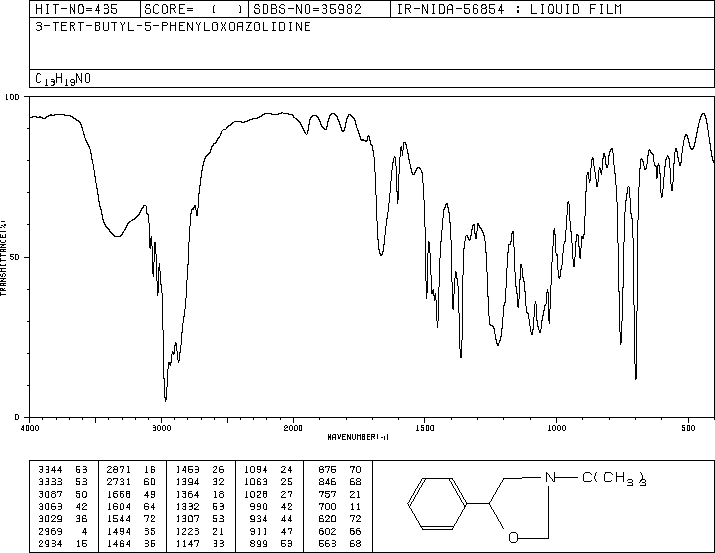 HIT-NO=435 SCORE= ( ) SDBS-NO=35982 IR-NIDA-56854 : LIQUID FILM
3-TERT-BUTYL-5-PHENYLOXOAZOLIDINE
C13H19NO
100
50
0
TRANSMITTANCE(%)
4000 3000 2000 1500 1000 500
WAVENUMBER(-1)
3344 53 2871 16 1453 26 1094 24 876 70
3333 53 2731 60 1394 32 1063 25 846 68
3087 50 1668 49 1364 18 1028 27 757 21
3063 42 1604 64 1332 53 990 42 700 11
3029 36 1544 72 1307 53 934 44 620 72
2969 4 1494 35 1223 21 911 47 602 66
2934 15 1464 36 1147 33 899 53 563 68
N C(CH3)3
O